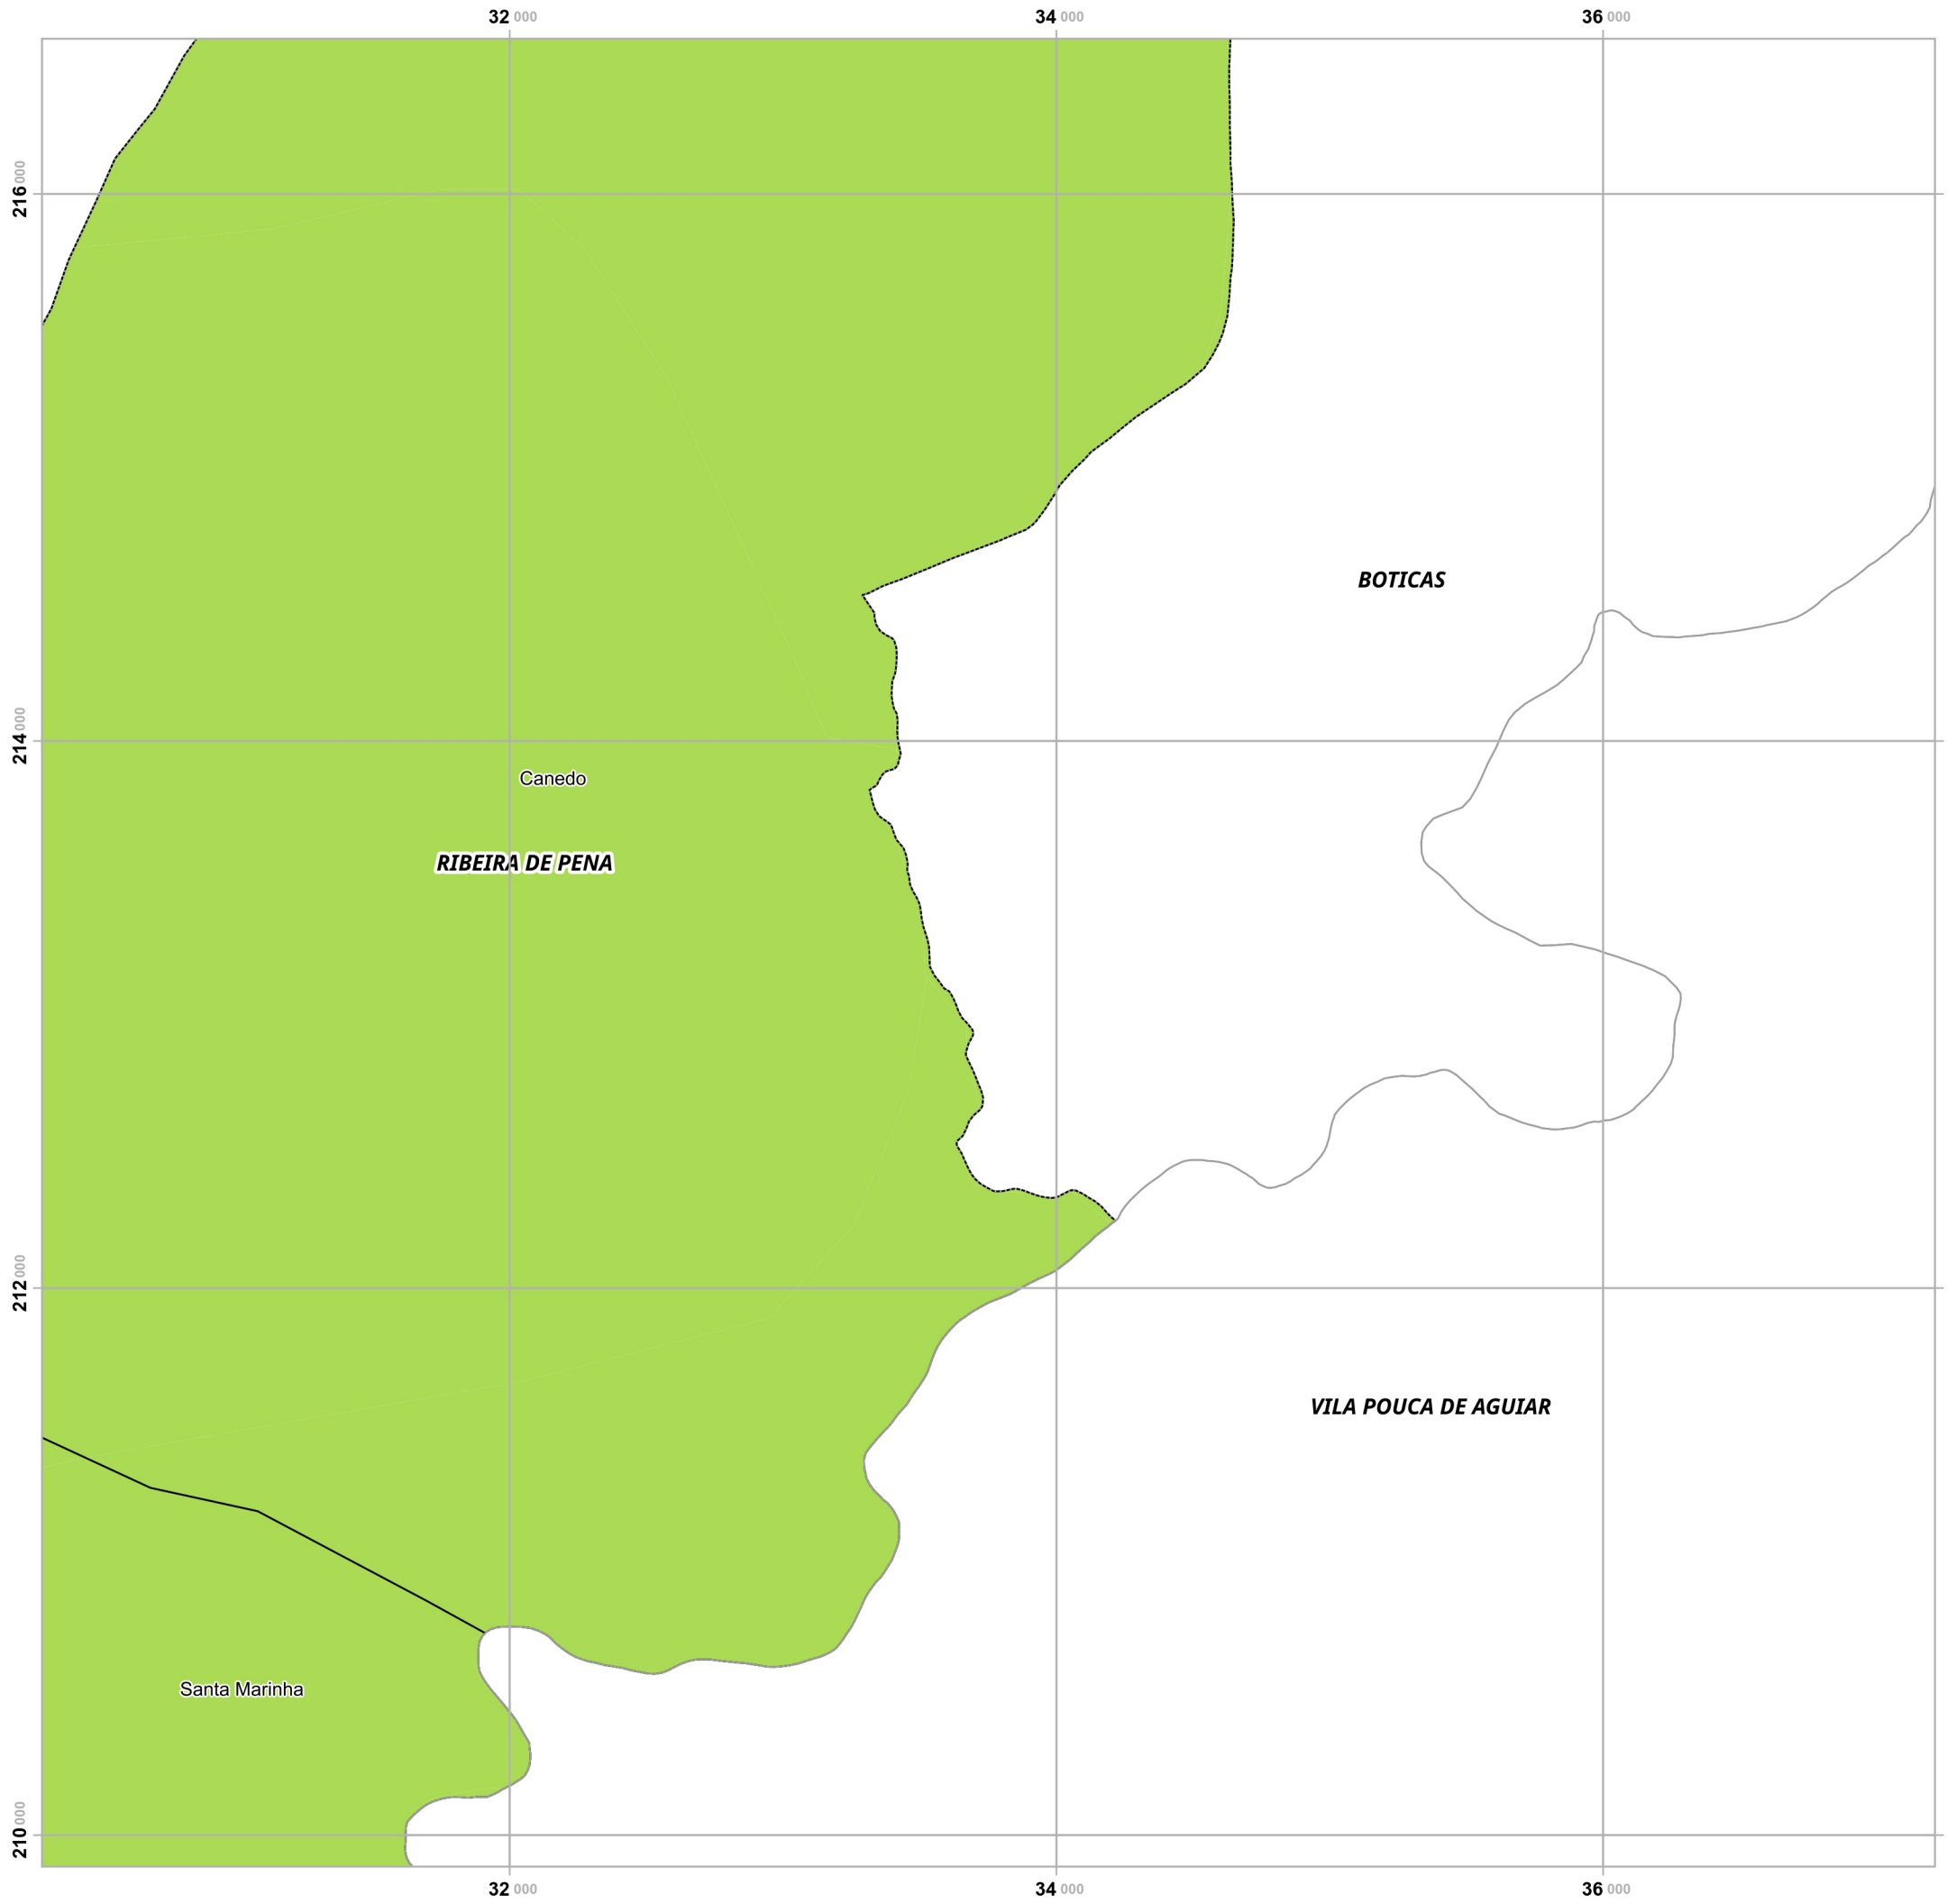 32 000
34 000
36 000
216 000
BOTICAS
214 000
Canedo
RIBEIRA DE PENA
212 000
VILA POUCA DE AGUIAR
Santa Marinha
210 000
32 000
34 000
36 000